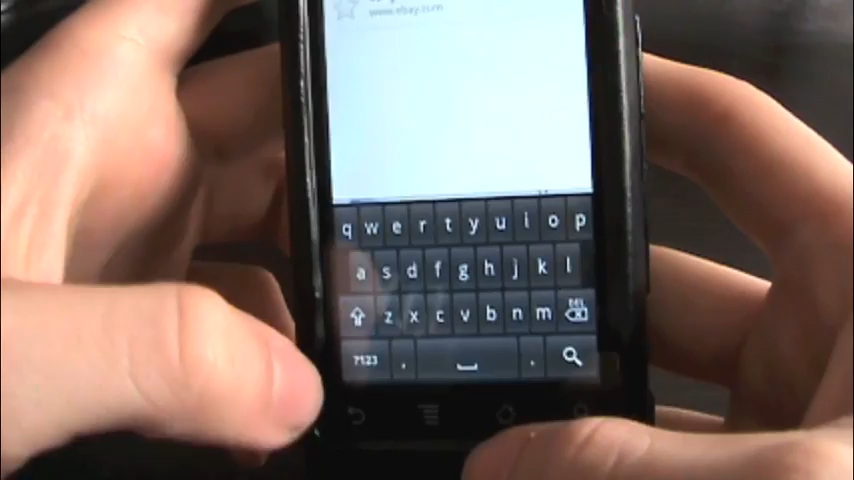 www.ebay.com
q w e r t y u i o p
a s d f g h j k l
z x c v b n m DEL
?123 , .